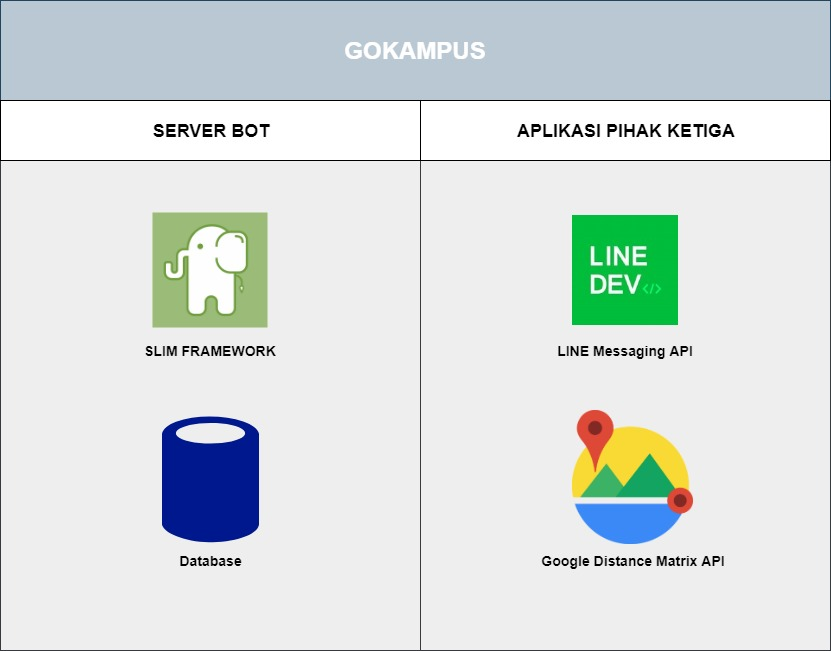 GOKAMPUS
SERVER BOT
APLIKASI PIHAK KETIGA
LINE
DEV</>
SLIM FRAMEWORK
LINE Messaging API
Database
Google Distance Matrix API